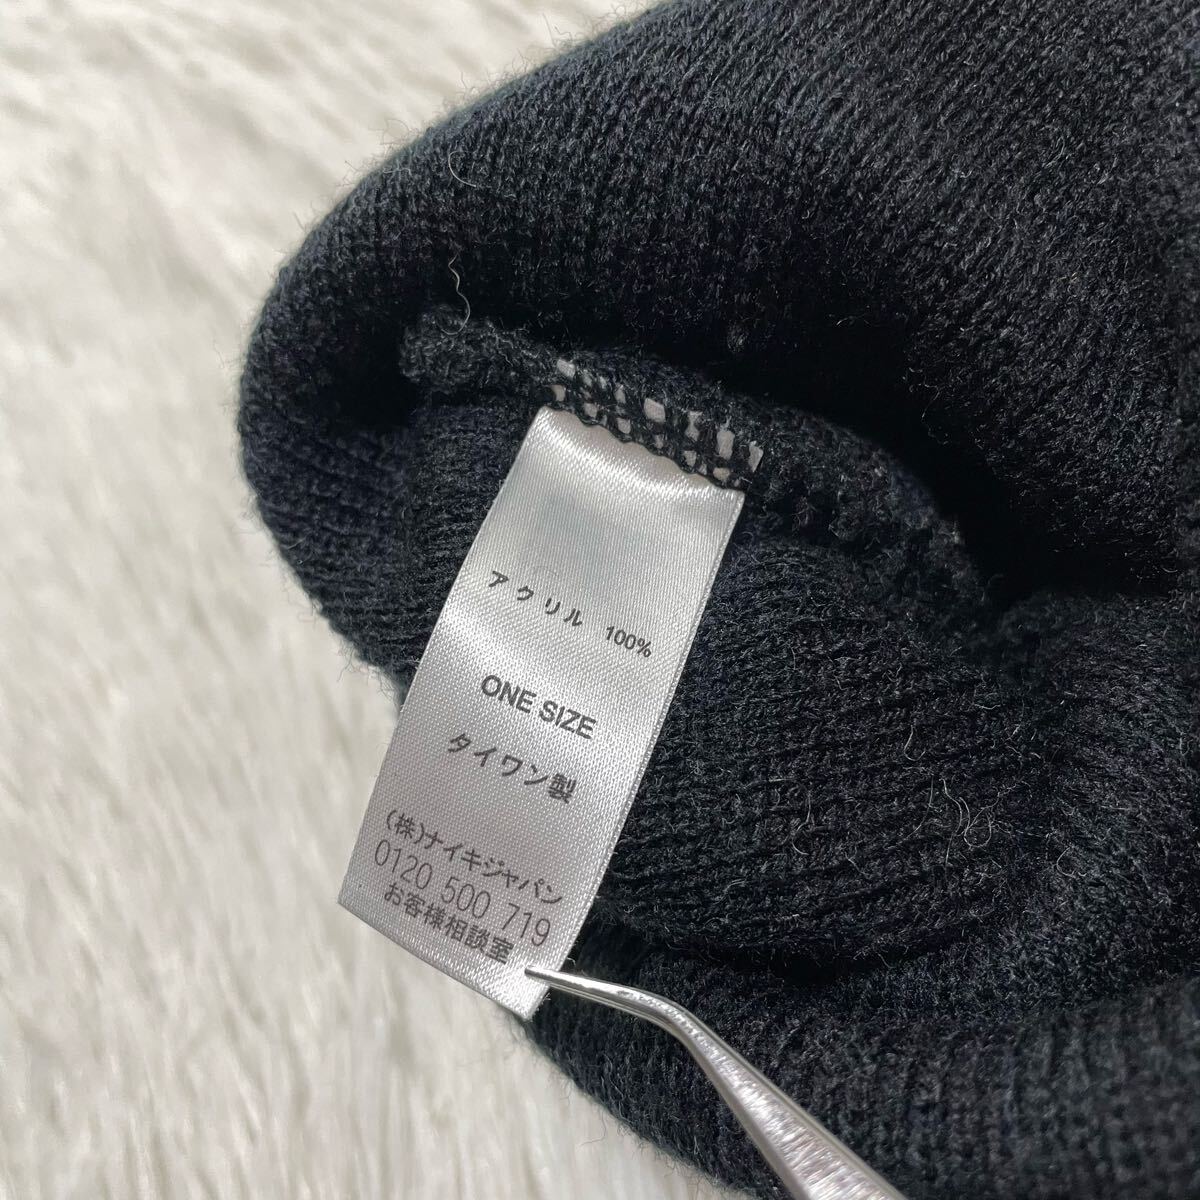 アクリル 100%
ONE SIZE
タイワン製
(株)ナイキジャパン
0120 500 719
お客様相談室